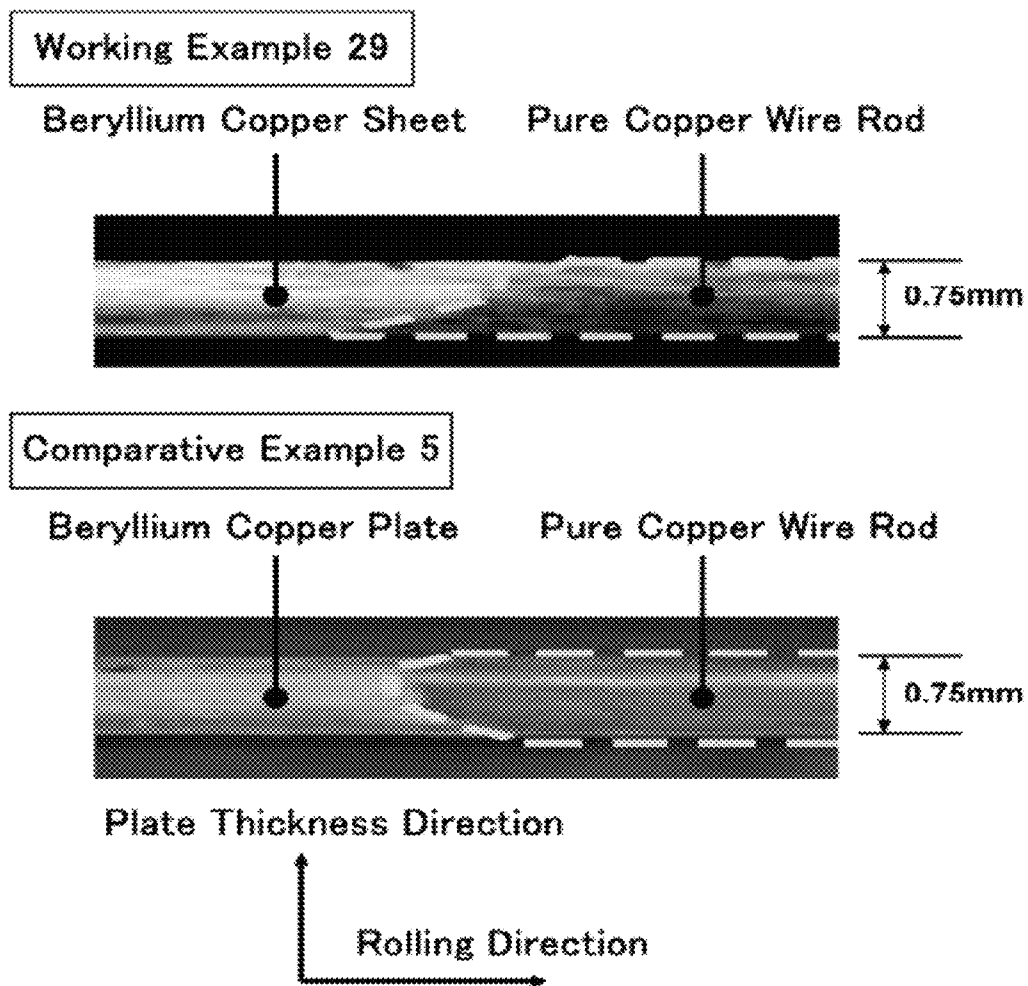 Working Example 29
Beryllium Copper Sheet Pure Copper Wire Rod
0.75mm
Comparative Example 5
Beryllium Copper Plate Pure Copper Wire Rod
0.75mm
Plate Thickness Direction
Rolling Direction